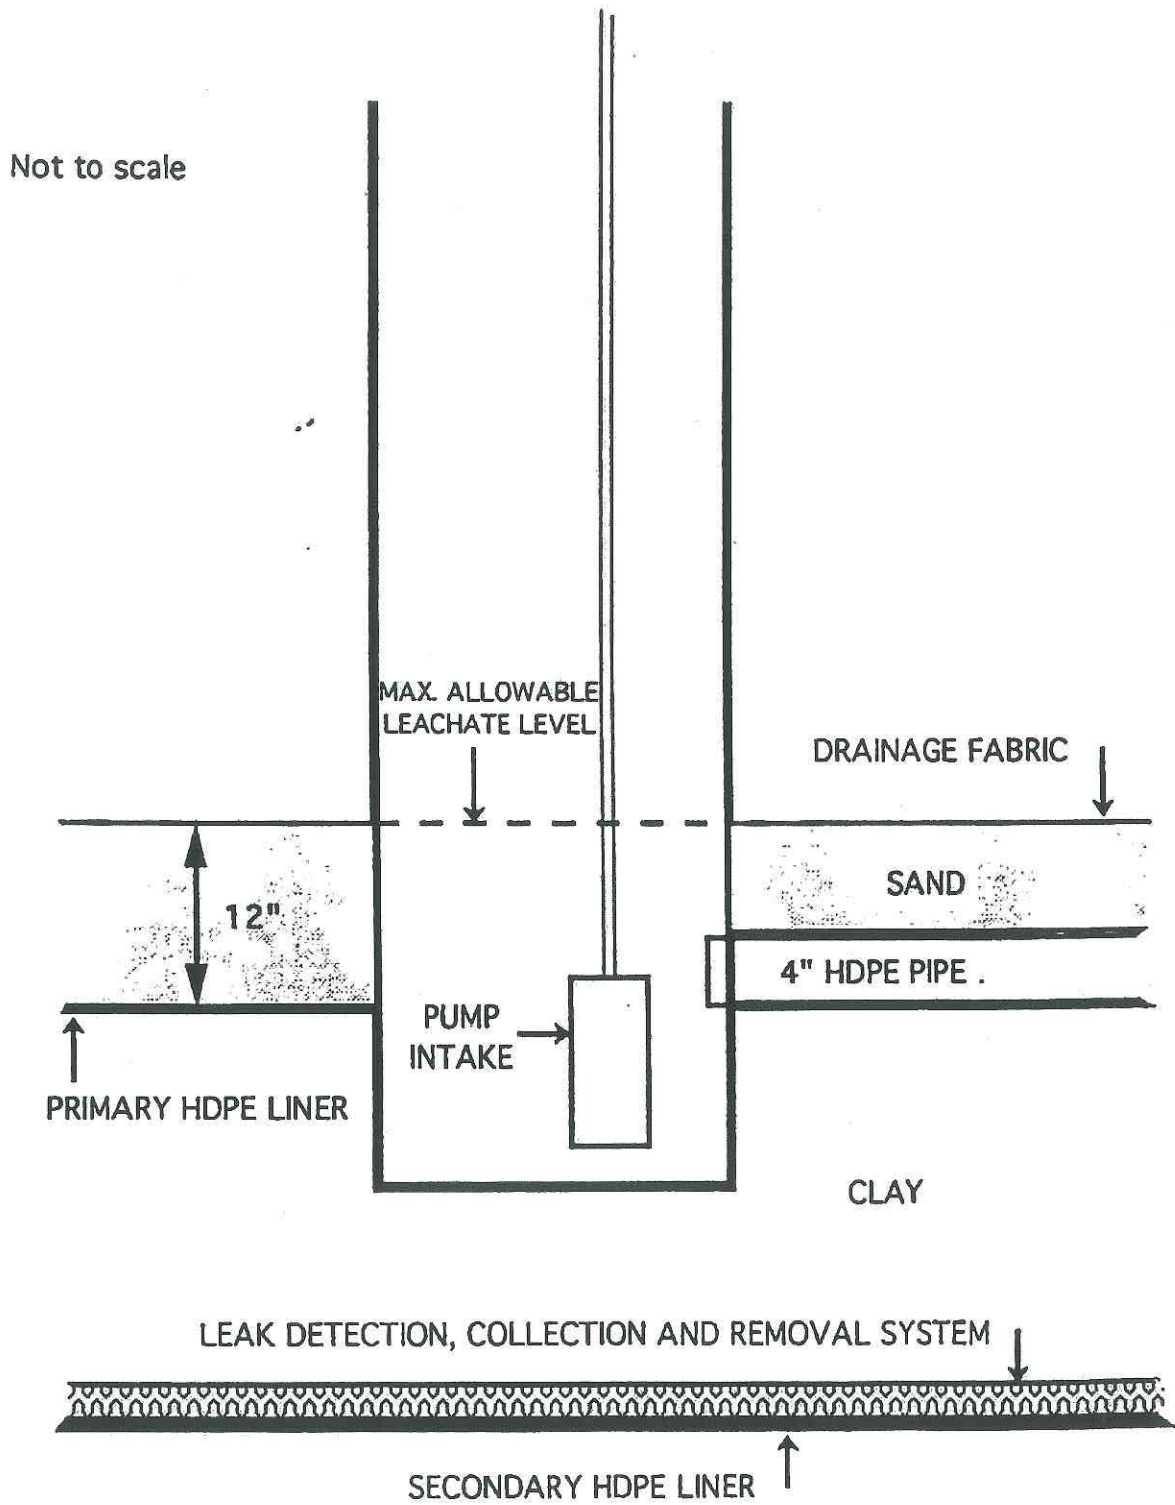 Not to scale
MAX. ALLOWABLE
LEACHATE LEVEL
DRAINAGE FABRIC
SAND
12"
4" HDPE PIPE .
PUMP
INTAKE
PRIMARY HDPE LINER
CLAY
LEAK DETECTION, COLLECTION AND REMOVAL SYSTEM
SECONDARY HDPE LINER